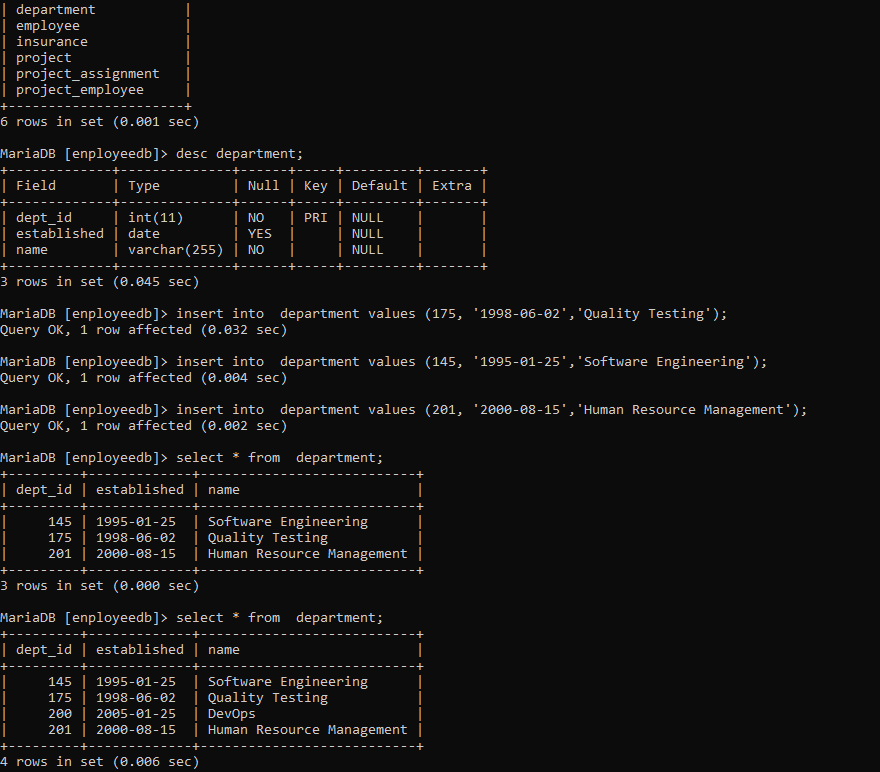 | department           |
| employee             |
| insurance            |
| project              |
| project_assignment   |
| project_employee     |
+----------------------+
6 rows in set (0.001 sec)

MariaDB [enployeedb]> desc department;
+-------------+--------------+------+-----+---------+-------+
| Field       | Type         | Null | Key | Default | Extra |
+-------------+--------------+------+-----+---------+-------+
| dept_id     | int(11)      | NO   | PRI | NULL    |       |
| established | date         | YES  |     | NULL    |       |
| name        | varchar(255) | NO   |     | NULL    |       |
+-------------+--------------+------+-----+---------+-------+
3 rows in set (0.045 sec)

MariaDB [enployeedb]> insert into  department values (175, '1998-06-02','Quality Testing');
Query OK, 1 row affected (0.032 sec)

MariaDB [enployeedb]> insert into  department values (145, '1995-01-25','Software Engineering');
Query OK, 1 row affected (0.004 sec)

MariaDB [enployeedb]> insert into  department values (201, '2000-08-15','Human Resource Management');
Query OK, 1 row affected (0.002 sec)

MariaDB [enployeedb]> select * from  department;
+---------+-------------+---------------------------+
| dept_id | established | name                      |
+---------+-------------+---------------------------+
|     145 | 1995-01-25  | Software Engineering      |
|     175 | 1998-06-02  | Quality Testing           |
|     201 | 2000-08-15  | Human Resource Management |
+---------+-------------+---------------------------+
3 rows in set (0.000 sec)

MariaDB [enployeedb]> select * from  department;
+---------+-------------+---------------------------+
| dept_id | established | name                      |
+---------+-------------+---------------------------+
|     145 | 1995-01-25  | Software Engineering      |
|     175 | 1998-06-02  | Quality Testing           |
|     200 | 2005-01-25  | DevOps                    |
|     201 | 2000-08-15  | Human Resource Management |
+---------+-------------+---------------------------+
4 rows in set (0.006 sec)